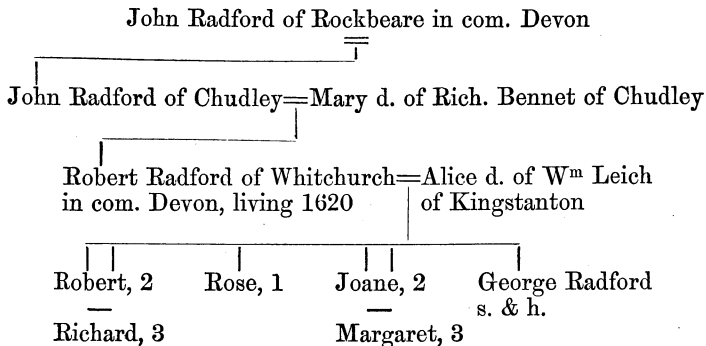 John Radford of Rockbeare in com. Devon
John Radford of Chudley=Mary d. of Rich. Bennet of Chudley
Robert Radford of Whitchurch=Alice d. of Wᵐ Leich
in com. Devon, living 1620 of Kingstanton
Robert, 2 Rose, 1 Joane, 2 George Radford
s. & h.
Richard, 3 Margaret, 3